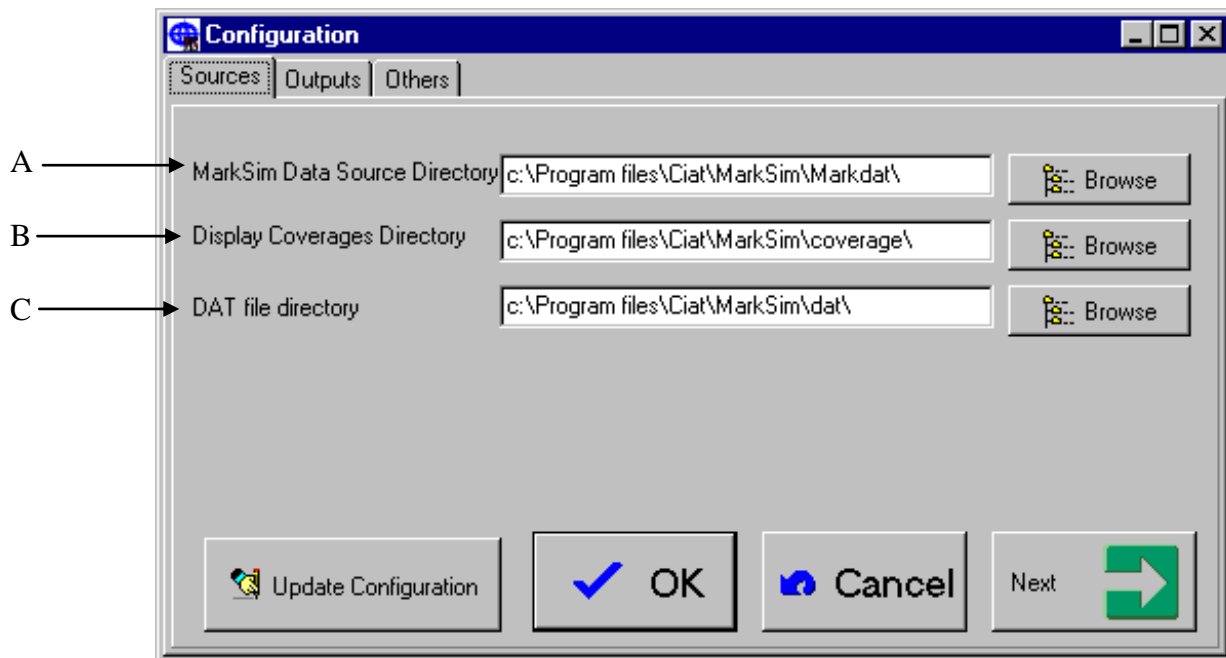 Configuration
Sources Outputs Others
A MarkSim Data Source Directory c:\Program files\Ciat\MarkSim\Markdat\ Browse
B Display Coverages Directory c:\Program files\Ciat\MarkSim\coverage\ Browse
C DAT file directory c:\Program files\Ciat\MarkSim\dat\ Browse
Update Configuration OK Cancel Next